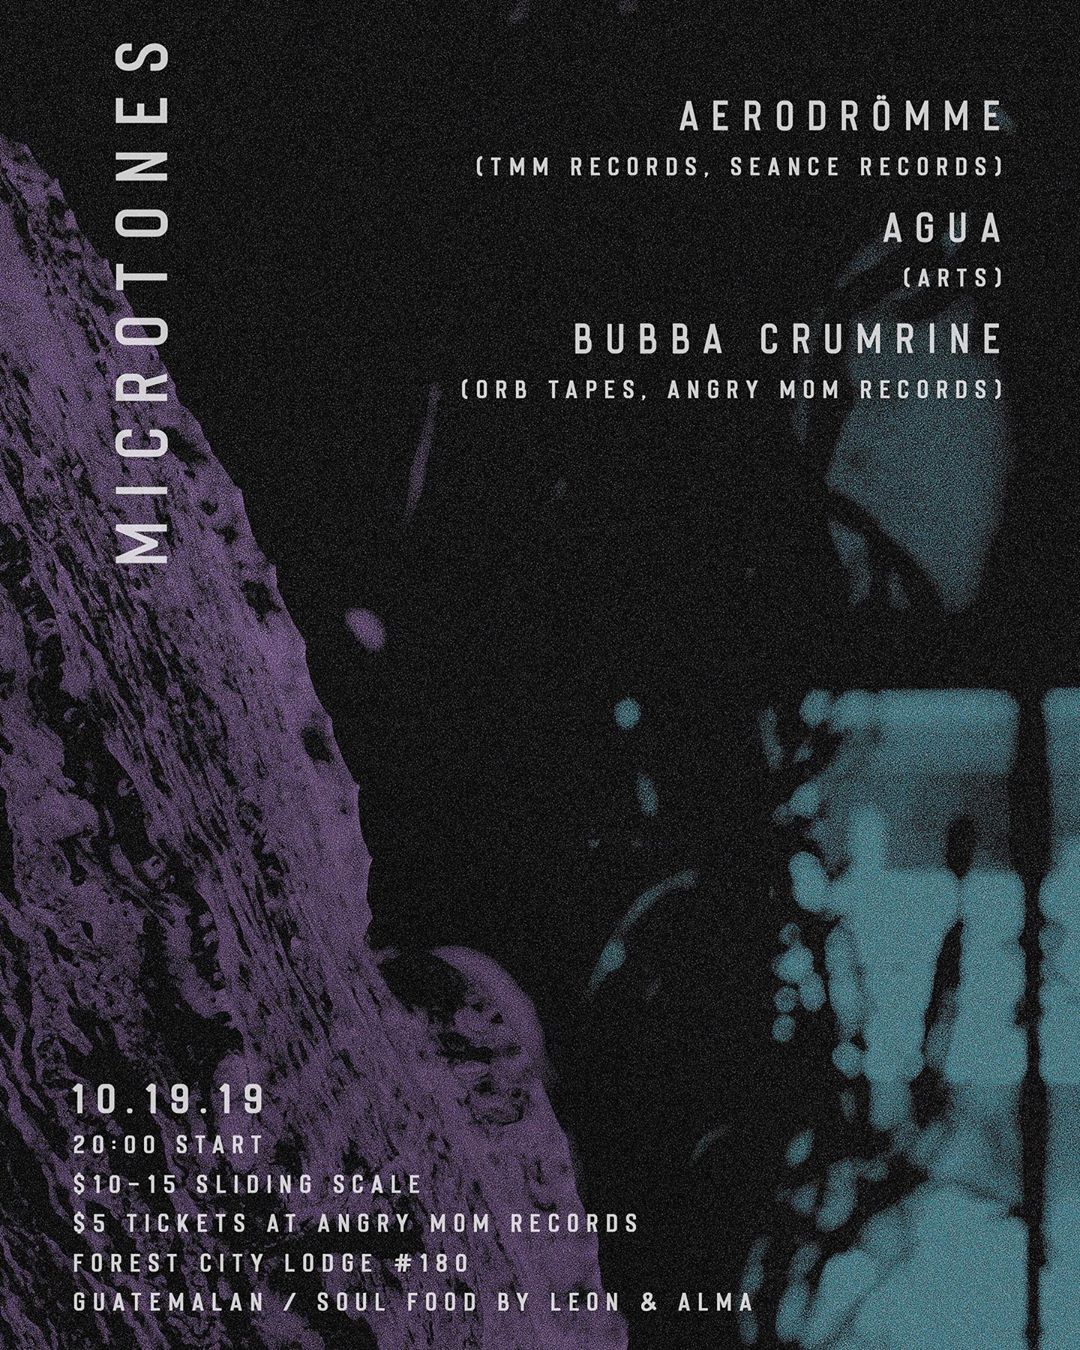 MICROTONES
AERODRÖMME
(TMM RECORDS, SEANCE RECORDS)
AGUA
(ARTS)
BUBBA CRUMRINE
(ORB TAPES, ANGRY MOM RECORDS)
10.19.19
20:00 START
$10-15 SLIDING SCALE
$5 TICKETS AT ANGRY MOM RECORDS
FOREST CITY LODGE #180
GUATEMALAN / SOUL FOOD BY LEON & ALMA